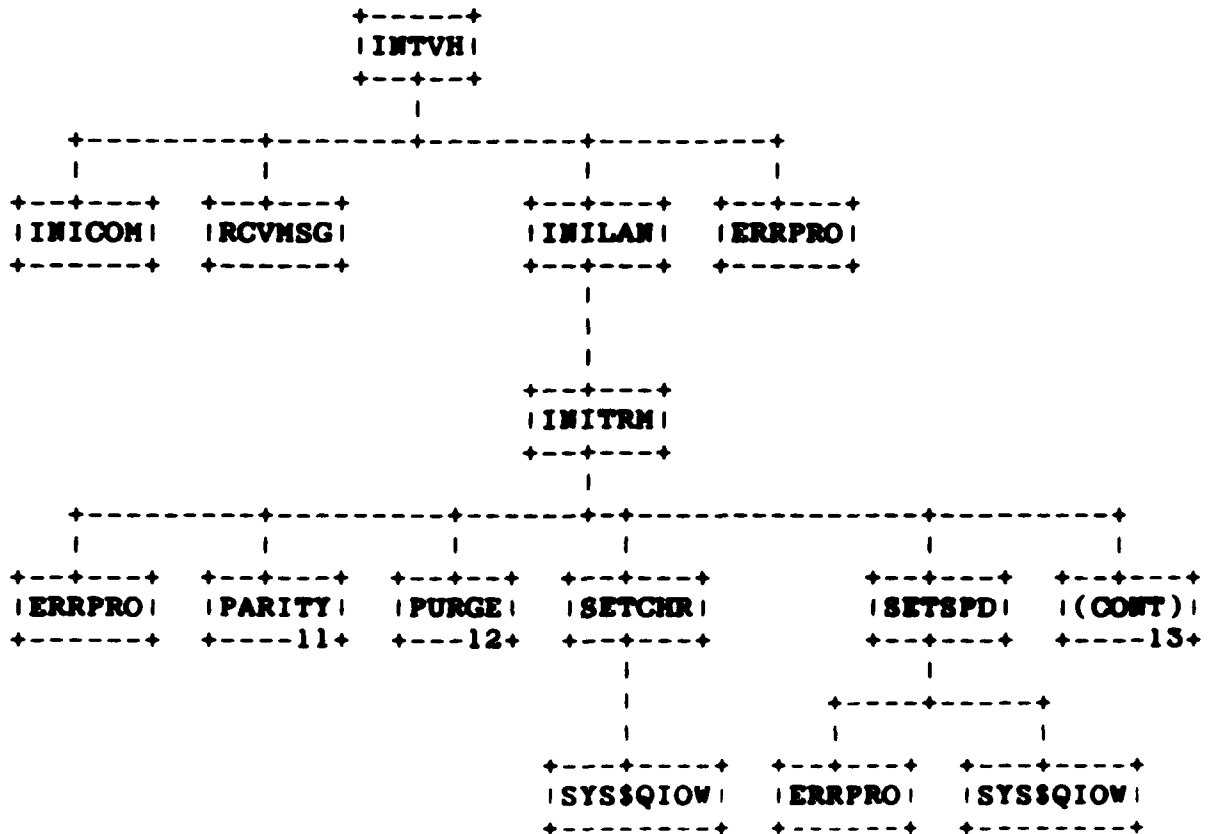 INTVH
INICOM RCVMSG INILAN ERRPRO
INITRM
ERRPRO PARITY PURGE SETCHR SETSPD (CONT)
11 12 13
SYS$QIOW ERRPRO SYS$QIOW